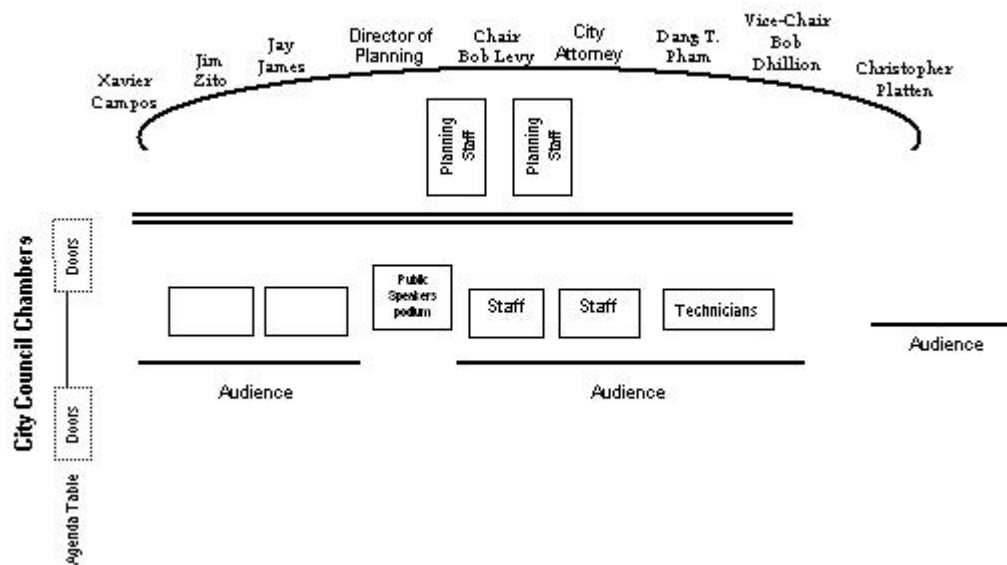 Xavier
Campos
Jim
Zito
Jay
James
Director of
Planning
Chair
Bob Levy
City
Attorney
Dang T.
Pham
Vice-Chair
Bob
Dhillion
Christopher
Platten
Planning
Staff
Planning
Staff
City Council Chambers
Doors
Doors
Agenda Table
Public
Speakers
podium
Staff
Staff
Technicians
Audience
Audience
Audience